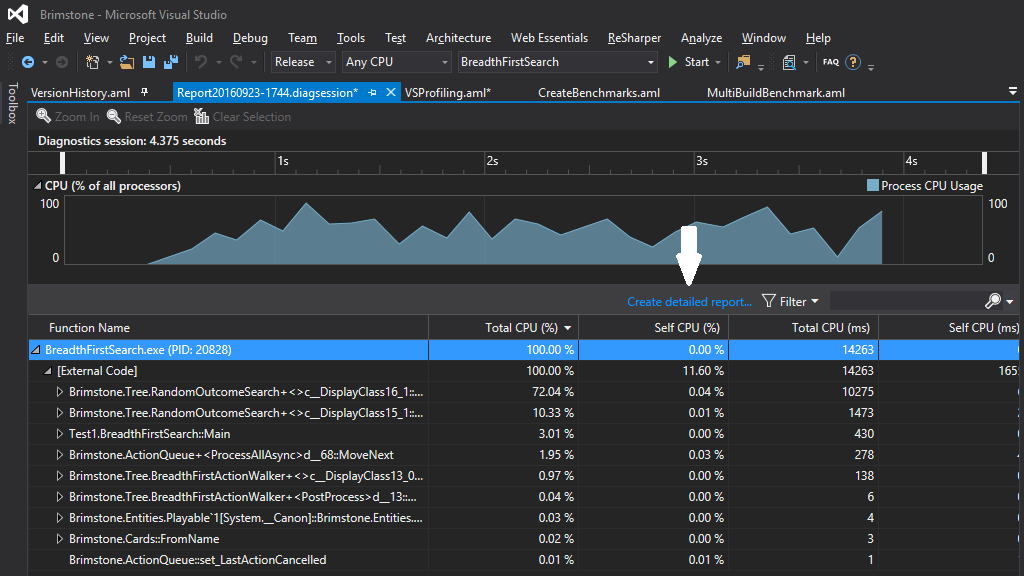 Brimstone - Microsoft Visual Studio
File Edit View Project Build Debug Team Tools Test Architecture Web Essentials ReSharper Analyze Window Help
Release Any CPU BreadthFirstSearch Start FAQ ?
Toolbox
VersionHistory.aml Report20160923-1744.diagsession* VSProfiling.aml* CreateBenchmarks.aml MultiBuildBenchmark.aml
Zoom In Reset Zoom Clear Selection
Diagnostics session: 4.375 seconds
1s 2s 3s 4s
CPU (% of all processors) Process CPU Usage
100 100
0 0
Create detailed report... Filter
Function Name Total CPU (%) Self CPU (%) Total CPU (ms) Self CPU (ms)
BreadthFirstSearch.exe (PID: 20828) 100.00 % 0.00 % 14263
[External Code] 100.00 % 11.60 % 14263 165
Brimstone.Tree.RandomOutcomeSearch+<>c__DisplayClass16_1::... 72.04 % 0.04 % 10275
Brimstone.Tree.RandomOutcomeSearch+<>c__DisplayClass15_1::... 10.33 % 0.01 % 1473
Test1.BreadthFirstSearch::Main 3.01 % 0.00 % 430
Brimstone.ActionQueue+<ProcessAllAsync>d__68::MoveNext 1.95 % 0.03 % 278
Brimstone.Tree.BreadthFirstActionWalker+<>c__DisplayClass13_0... 0.97 % 0.00 % 138
Brimstone.Tree.BreadthFirstActionWalker+<PostProcess>d__13::... 0.04 % 0.00 % 6
Brimstone.Entities.Playable`1[System.__Canon]::Brimstone.Entities.... 0.03 % 0.00 % 4
Brimstone.Cards::FromName 0.02 % 0.00 % 3
Brimstone.ActionQueue::set_LastActionCancelled 0.01 % 0.01 % 1